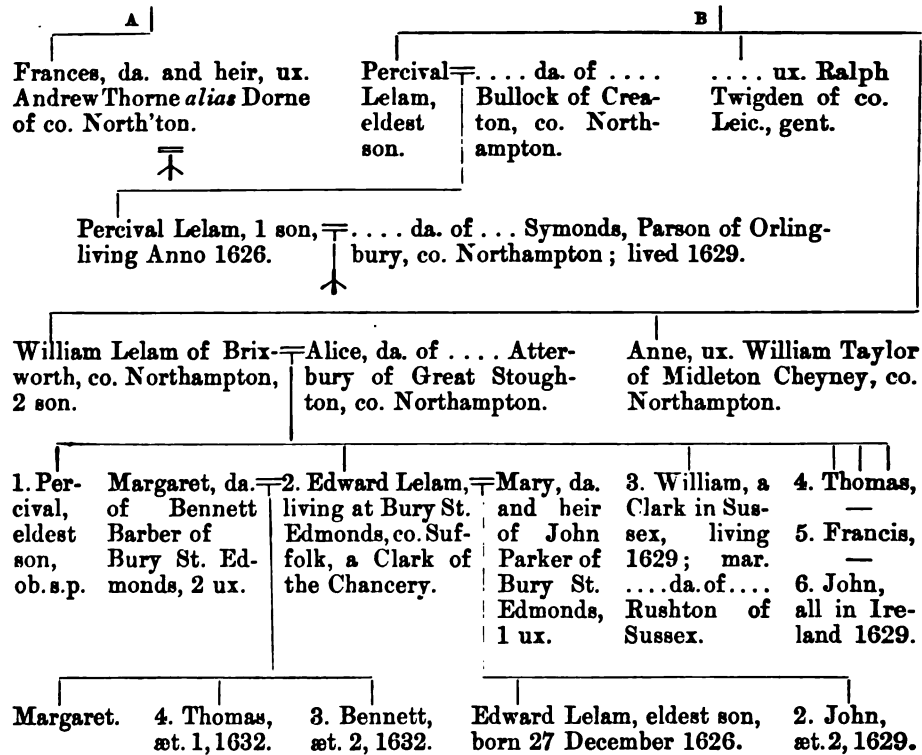 A
B
Frances, da. and heir, ux.
Andrew Thorne alias Dorne
of co. North'ton.
Percival
Lelam,
eldest
son.
.... da. of ....
Bullock of Crea-
ton, co. North-
ampton.
.... ux. Ralph
Twigden of co.
Leic., gent.
Percival Lelam, 1 son,
living Anno 1626.
.... da. of ... Symonds, Parson of Orling-
bury, co. Northampton ; lived 1629.
William Lelam of Brix-
worth, co. Northampton,
2 son.
Alice, da. of .... Atter-
bury of Great Stough-
ton, co. Northampton.
Anne, ux. William Taylor
of Midleton Cheyney, co.
Northampton.
1. Per-
cival,
eldest
son,
ob. s.p.
Margaret, da.
of Bennett
Barber of
Bury St. Ed-
monds, 2 ux.
2. Edward Lelam,
living at Bury St.
Edmonds, co. Suf-
folk, a Clark of
the Chancery.
Mary, da.
and heir
of John
Parker of
Bury St.
Edmonds,
1 ux.
3. William, a
Clark in Sus-
sex, living
1629 ; mar.
....da. of....
Rushton of
Sussex.
4. Thomas,
—
5. Francis,
—
6. John,
all in Ire-
land 1629.
Margaret.
4. Thomas,
æt. 1, 1632.
3. Bennett,
æt. 2, 1632.
Edward Lelam, eldest son,
born 27 December 1626.
2. John,
æt. 2, 1629.